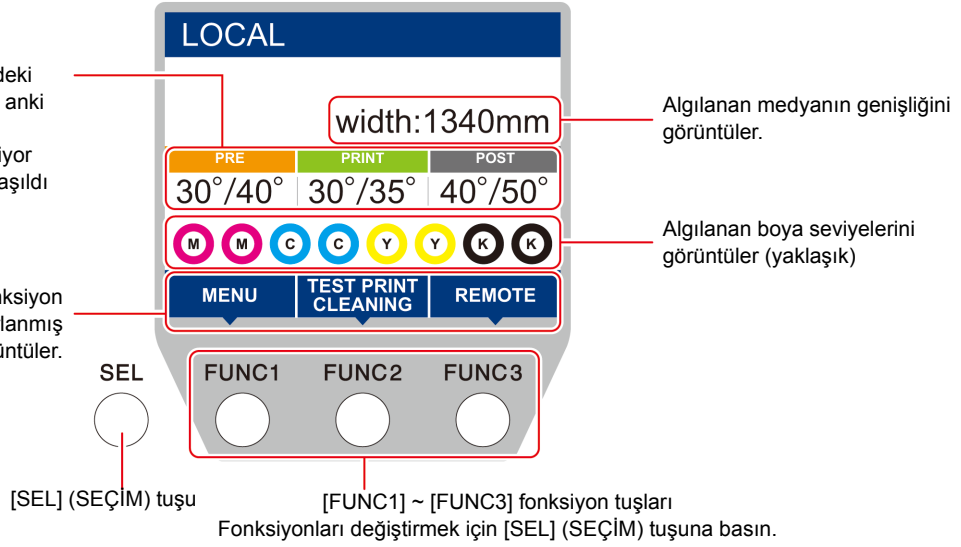 LOCAL
deki
anki
width:1340mm
Algılanan medyanın genişliğini
görüntüler.
PRE PRINT POST
30°/40° 30°/35° 40°/50°
M M C C Y Y K K
Algılanan boya seviyelerini
görüntüler (yaklaşık)
MENU
TEST PRINT
CLEANING
REMOTE
SEL
FUNC1 FUNC2 FUNC3
[SEL] (SEÇİM) tuşu
[FUNC1] ~ [FUNC3] fonksiyon tuşları
Fonksiyonları değiştirmek için [SEL] (SEÇİM) tuşuna basın.